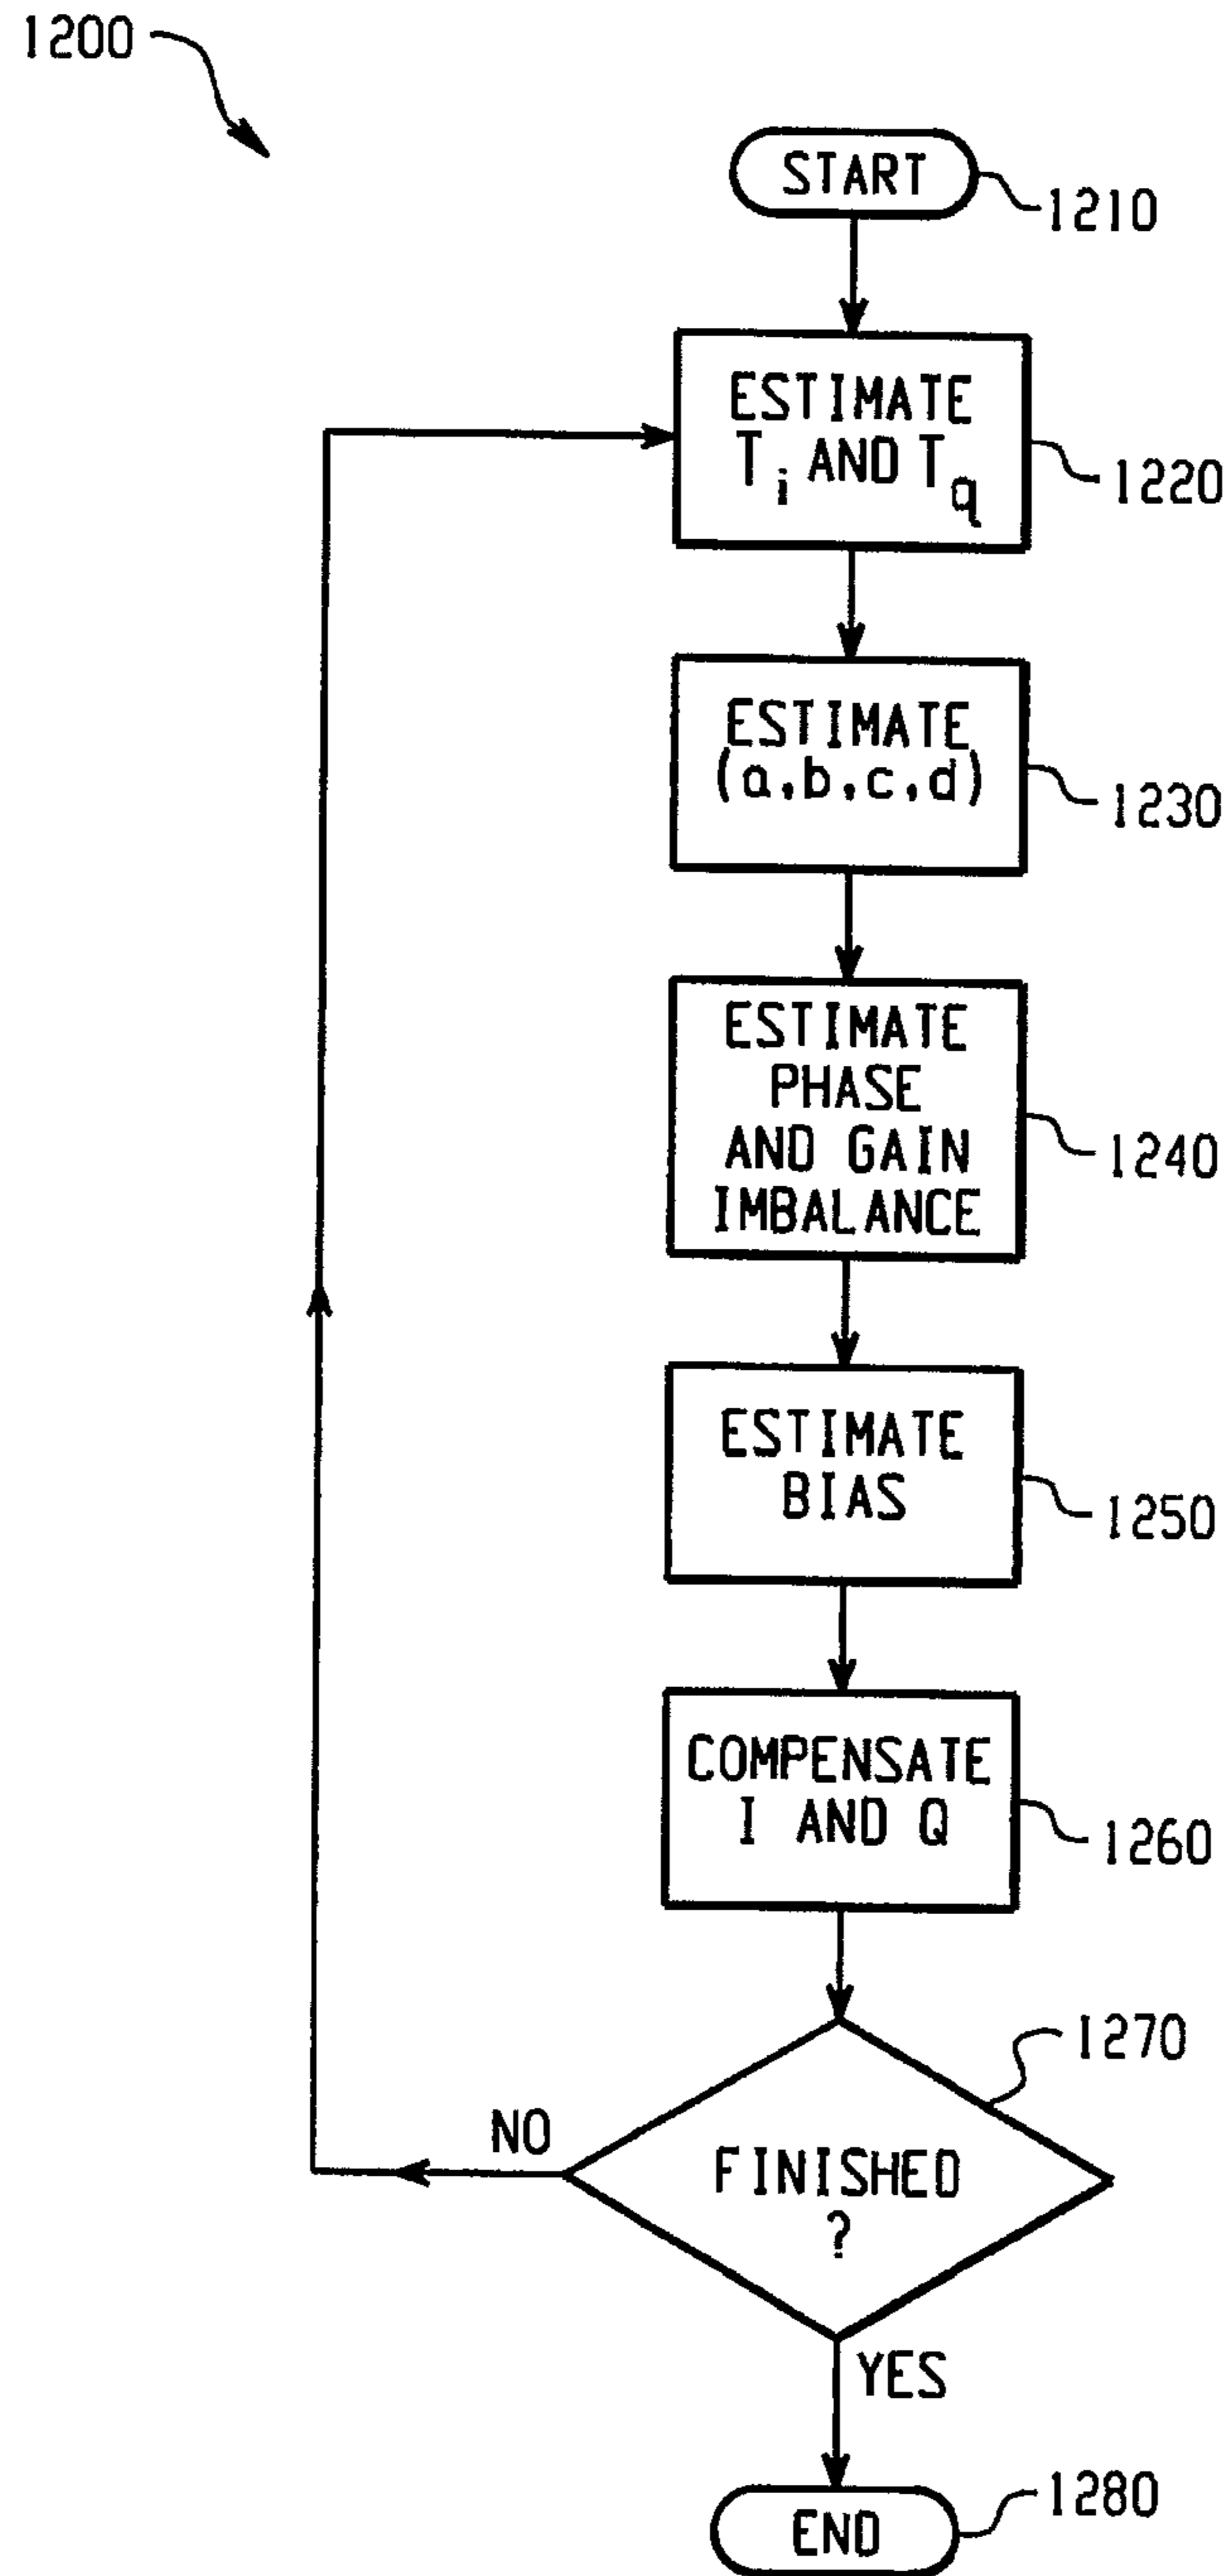 1200
START
1210
ESTIMATE
Ti AND Tq
1220
ESTIMATE
(a,b,c,d)
1230
ESTIMATE
PHASE
AND GAIN
IMBALANCE
1240
ESTIMATE
BIAS
1250
COMPENSATE
I AND Q
1260
1270
NO
FINISHED
?
YES
END
1280